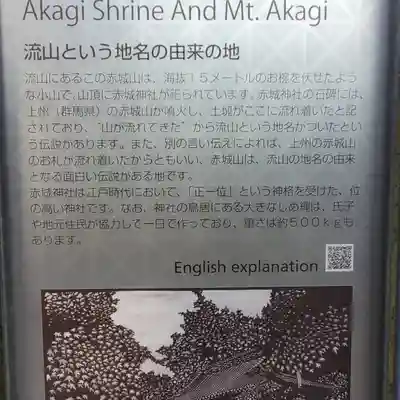 Akagi Shrine And Mt. Akagi
流山という地名の由来の地
流山にあるこの赤城山は、海抜15メートルのお椀を伏せたよう
な小山で、山頂に赤城神社が祀られています。赤城神社の石碑には、
上州(群馬県)の赤城山が噴火し、土塊がここに流れ着いたと記
されており、“山が流れてきた”から流山という地名がついたとい
う伝説があります。また、別の言い伝えによれば、上州の赤城山
のお札が流れ着いたからともいい、赤城山は、流山の地名の由来
となる面白い伝説がある地です。
赤城神社は江戸時代において、「正一位」という神格を受けた、位
の高い神社です。なお、神社の鳥居にある大きなしめ縄は、氏子
や地元住民が協力して一日で作っており、重さは約500kgも
あります。
English explanation